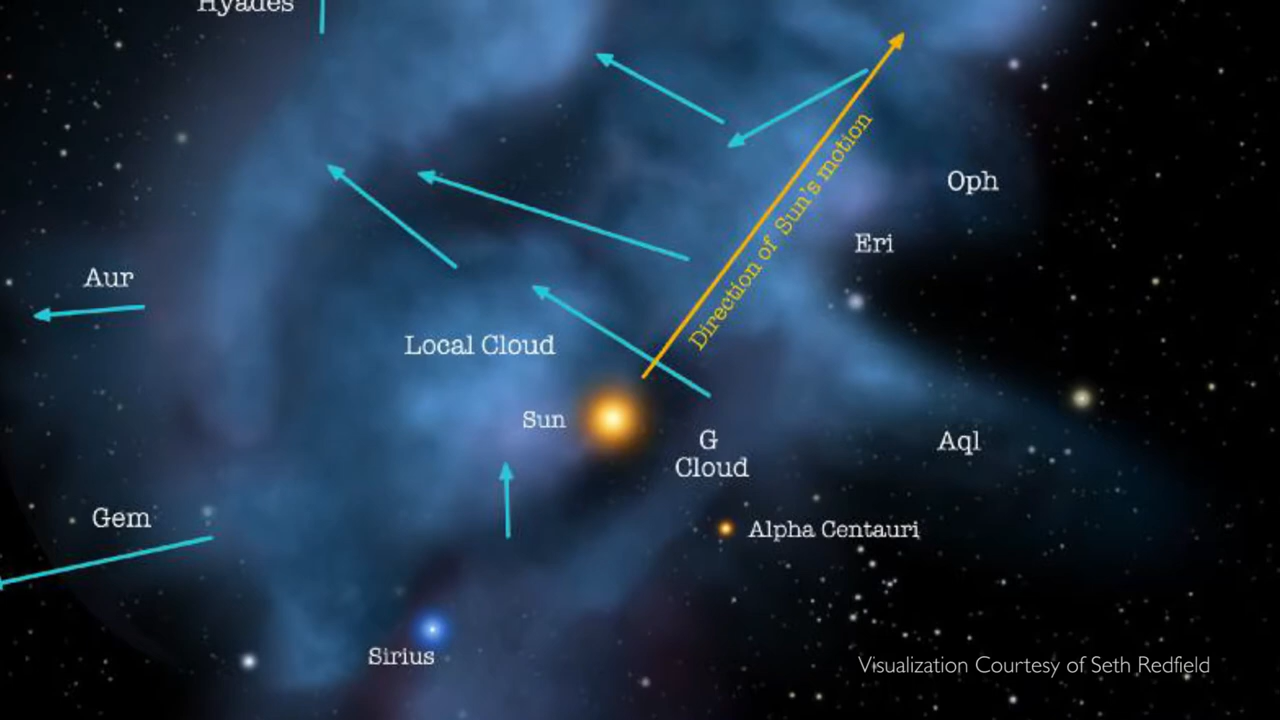 Hyades
Oph
Eri
Direction of Sun's motion
Aur
Local Cloud
Sun
G
Cloud
Aql
Gem
Alpha Centauri
Sirius
Visualization Courtesy of Seth Redfield